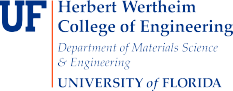 UF
Herbert Wertheim
College of Engineering
Department of Materials Science
& Engineering
UNIVERSITY of FLORIDA